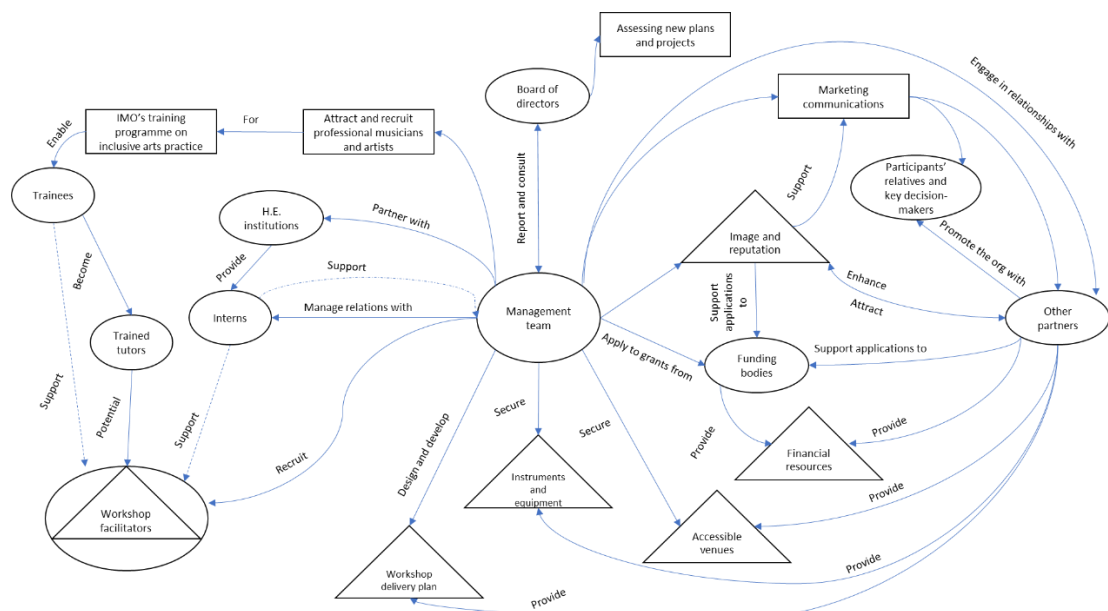 Assessing new plans
and projects
Board of
directors
Marketing
communications
Engage in relationships with
IMO's training
programme on
inclusive arts practice
For
Attract and recruit
professional musicians
and artists
Enable
Trainees
H.E.
institutions
Partner with
Report and consult
Support
Participants'
relatives and
key decision-
makers
Image and
reputation
Promote the org with
Become
Provide
Support
Enhance
Attract
Interns
Manage relations with
Management
team
Support
applications
to
Other
partners
Trained
tutors
Apply to grants from
Funding
bodies
Support applications to
Support
Potential
Support
Recruit
Design and develop
Secure
Secure
Provide
Provide
Financial
resources
Workshop
facilitators
Instruments and
equipment
Provide
Accessible
venues
Workshop
delivery plan
Provide
Provide